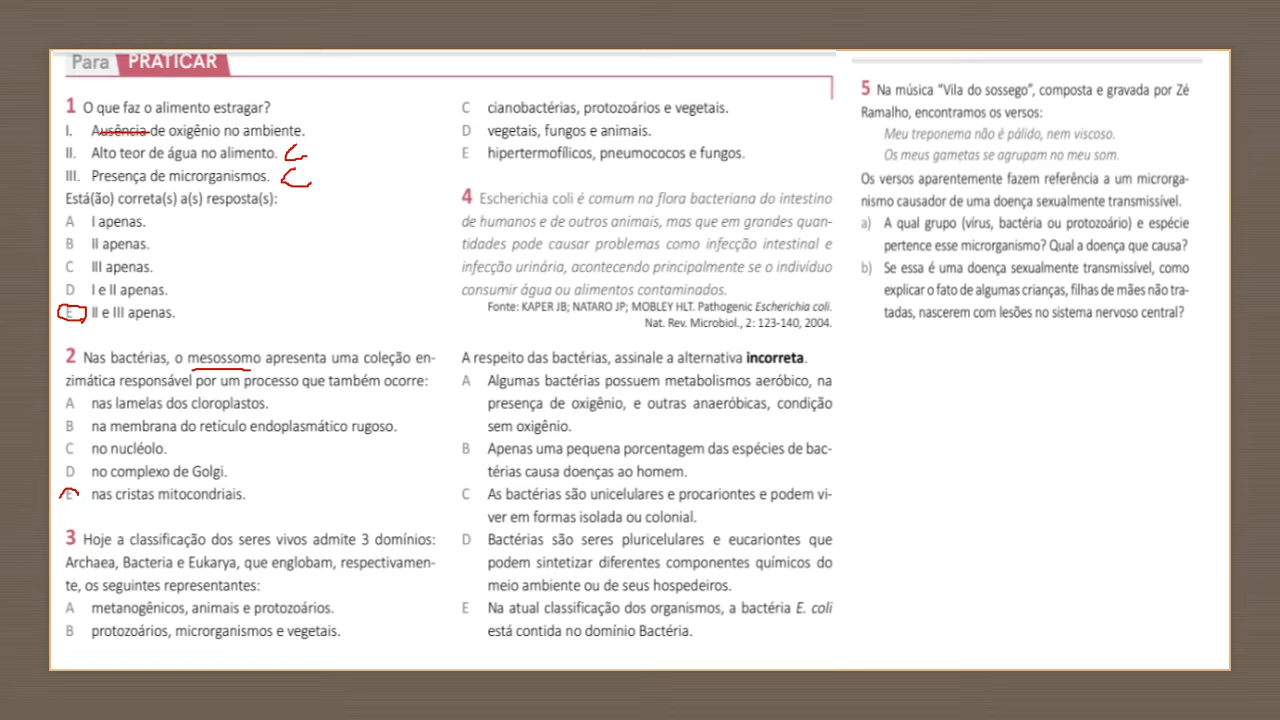 Para PRATICAR
1 O que faz o alimento estragar?
I. Ausência de oxigênio no ambiente.
II. Alto teor de água no alimento.
III. Presença de microrganismos.
Está(ão) correta(s) a(s) resposta(s):
A I apenas.
B II apenas.
C III apenas.
D I e II apenas.
E II e III apenas.
2 Nas bactérias, o mesossomo apresenta uma coleção en-
zimática responsável por um processo que também ocorre:
A nas lamelas dos cloroplastos.
B na membrana do retículo endoplasmático rugoso.
C no nucléolo.
D no complexo de Golgi.
E nas cristas mitocondriais.
3 Hoje a classificação dos seres vivos admite 3 domínios:
Archaea, Bacteria e Eukarya, que englobam, respectivamen-
te, os seguintes representantes:
A metanogênicos, animais e protozoários.
B protozoários, microrganismos e vegetais.
C cianobactérias, protozoários e vegetais.
D vegetais, fungos e animais.
E hipertermofílicos, pneumococos e fungos.
4 Escherichia coli é comum na flora bacteriana do intestino
de humanos e de outros animais, mas que em grandes quan-
tidades pode causar problemas como infecção intestinal e
infecção urinária, acontecendo principalmente se o indivíduo
consumir água ou alimentos contaminados.
Fonte: KAPER JB; NATARO JP; MOBLEY HLT. Pathogenic Escherichia coli.
Nat. Rev. Microbiol., 2: 123-140, 2004.
A respeito das bactérias, assinale a alternativa incorreta.
A Algumas bactérias possuem metabolismos aeróbico, na
presença de oxigênio, e outras anaeróbicas, condição
sem oxigênio.
B Apenas uma pequena porcentagem das espécies de bac-
térias causa doenças ao homem.
C As bactérias são unicelulares e procariontes e podem vi-
ver em formas isolada ou colonial.
D Bactérias são seres pluricelulares e eucariontes que
podem sintetizar diferentes componentes químicos do
meio ambiente ou de seus hospedeiros.
E Na atual classificação dos organismos, a bactéria E. coli
está contida no domínio Bactéria.
5 Na música "Vila do sossego", composta e gravada por Zé
Ramalho, encontramos os versos:
Meu treponema não é pálido, nem viscoso.
Os meus gametas se agrupam no meu som.
Os versos aparentemente fazem referência a um microrga-
nismo causador de uma doença sexualmente transmissível.
a) A qual grupo (vírus, bactéria ou protozoário) e espécie
pertence esse microrganismo? Qual a doença que causa?
b) Se essa é uma doença sexualmente transmissível, como
explicar o fato de algumas crianças, filhas de mães não tra-
tadas, nascerem com lesões no sistema nervoso central?